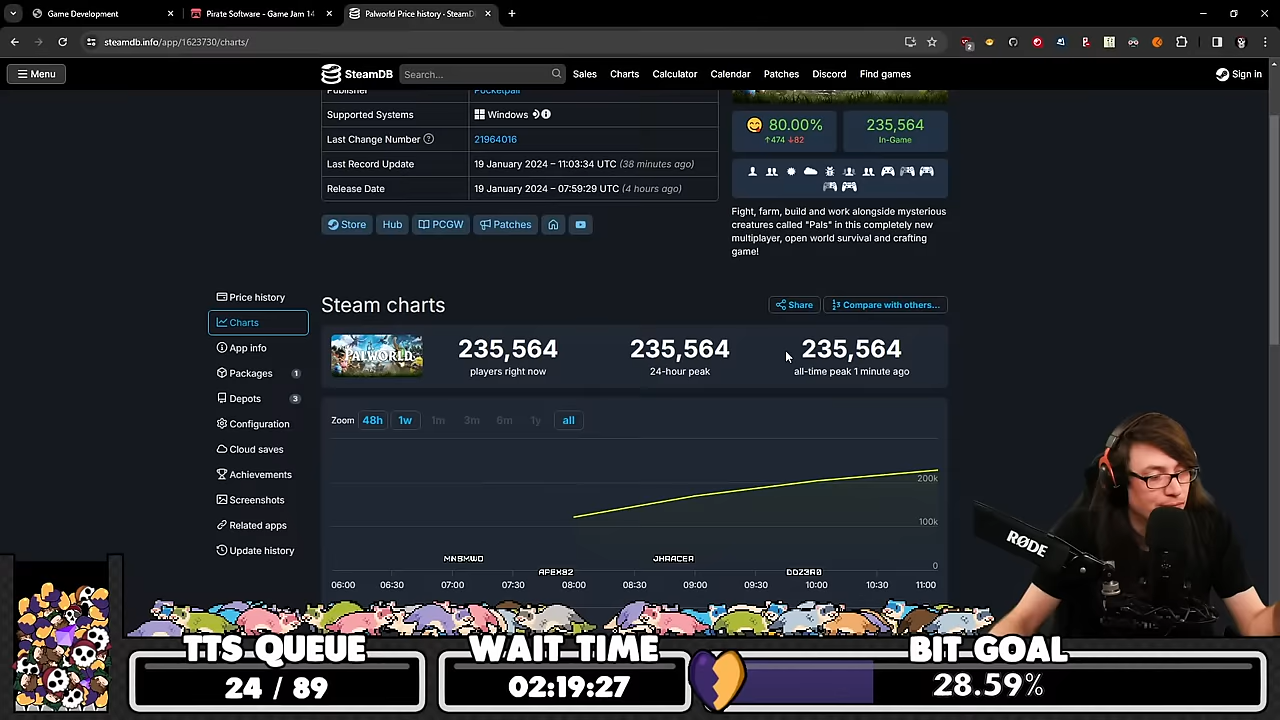 Game Development
Pirate Software - Game Jam 14
Palworld Price history - SteamD
steamdb.info/app/1623730/charts/
2
Menu
SteamDB
Search...
Sales
Charts
Calculator
Calendar
Patches
Discord
Find games
Sign in
Publisher
Pocketpair
Supported Systems
Windows
Last Change Number
21964016
Last Record Update
19 January 2024 – 11:03:34 UTC (38 minutes ago)
Release Date
19 January 2024 – 07:59:29 UTC (4 hours ago)
80.00%
↑474 ↓82
235,564
In-Game
Store
Hub
PCGW
Patches
Fight, farm, build and work alongside mysterious
creatures called "Pals" in this completely new
multiplayer, open world survival and crafting
game!
Price history
Charts
App info
Packages 1
Depots 3
Configuration
Cloud saves
Achievements
Screenshots
Related apps
Update history
Steam charts
Share
Compare with others...
PALWORLD
235,564
players right now
235,564
24-hour peak
235,564
all-time peak 1 minute ago
Zoom 48h 1w 1m 3m 6m 1y all
200k
100k
0
MN5MWD
APEX82
JHRACER
DDZ3R0
06:00 06:30 07:00 07:30 08:00 08:30 09:00 09:30 10:00 10:30 11:00
RØDE
TTS QUEUE
24 / 89
WAIT TIME
02:19:27
BIT GOAL
28.59%